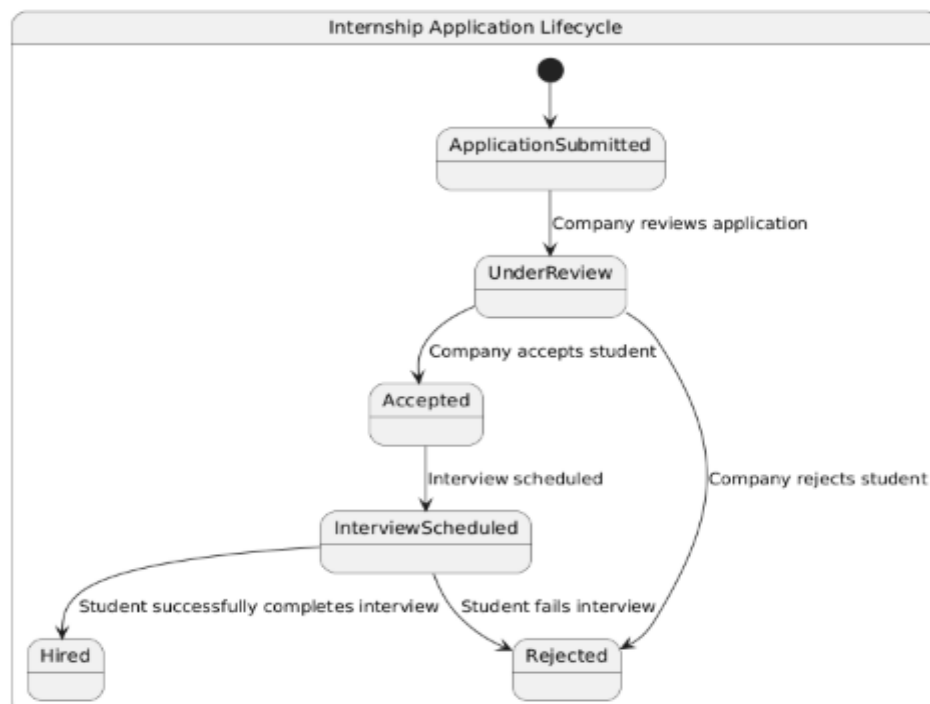 Internship Application Lifecycle
ApplicationSubmitted
Company reviews application
UnderReview
Company accepts student
Accepted
Interview scheduled
Company rejects student
InterviewScheduled
Student successfully completes interview
Student fails interview
Hired
Rejected